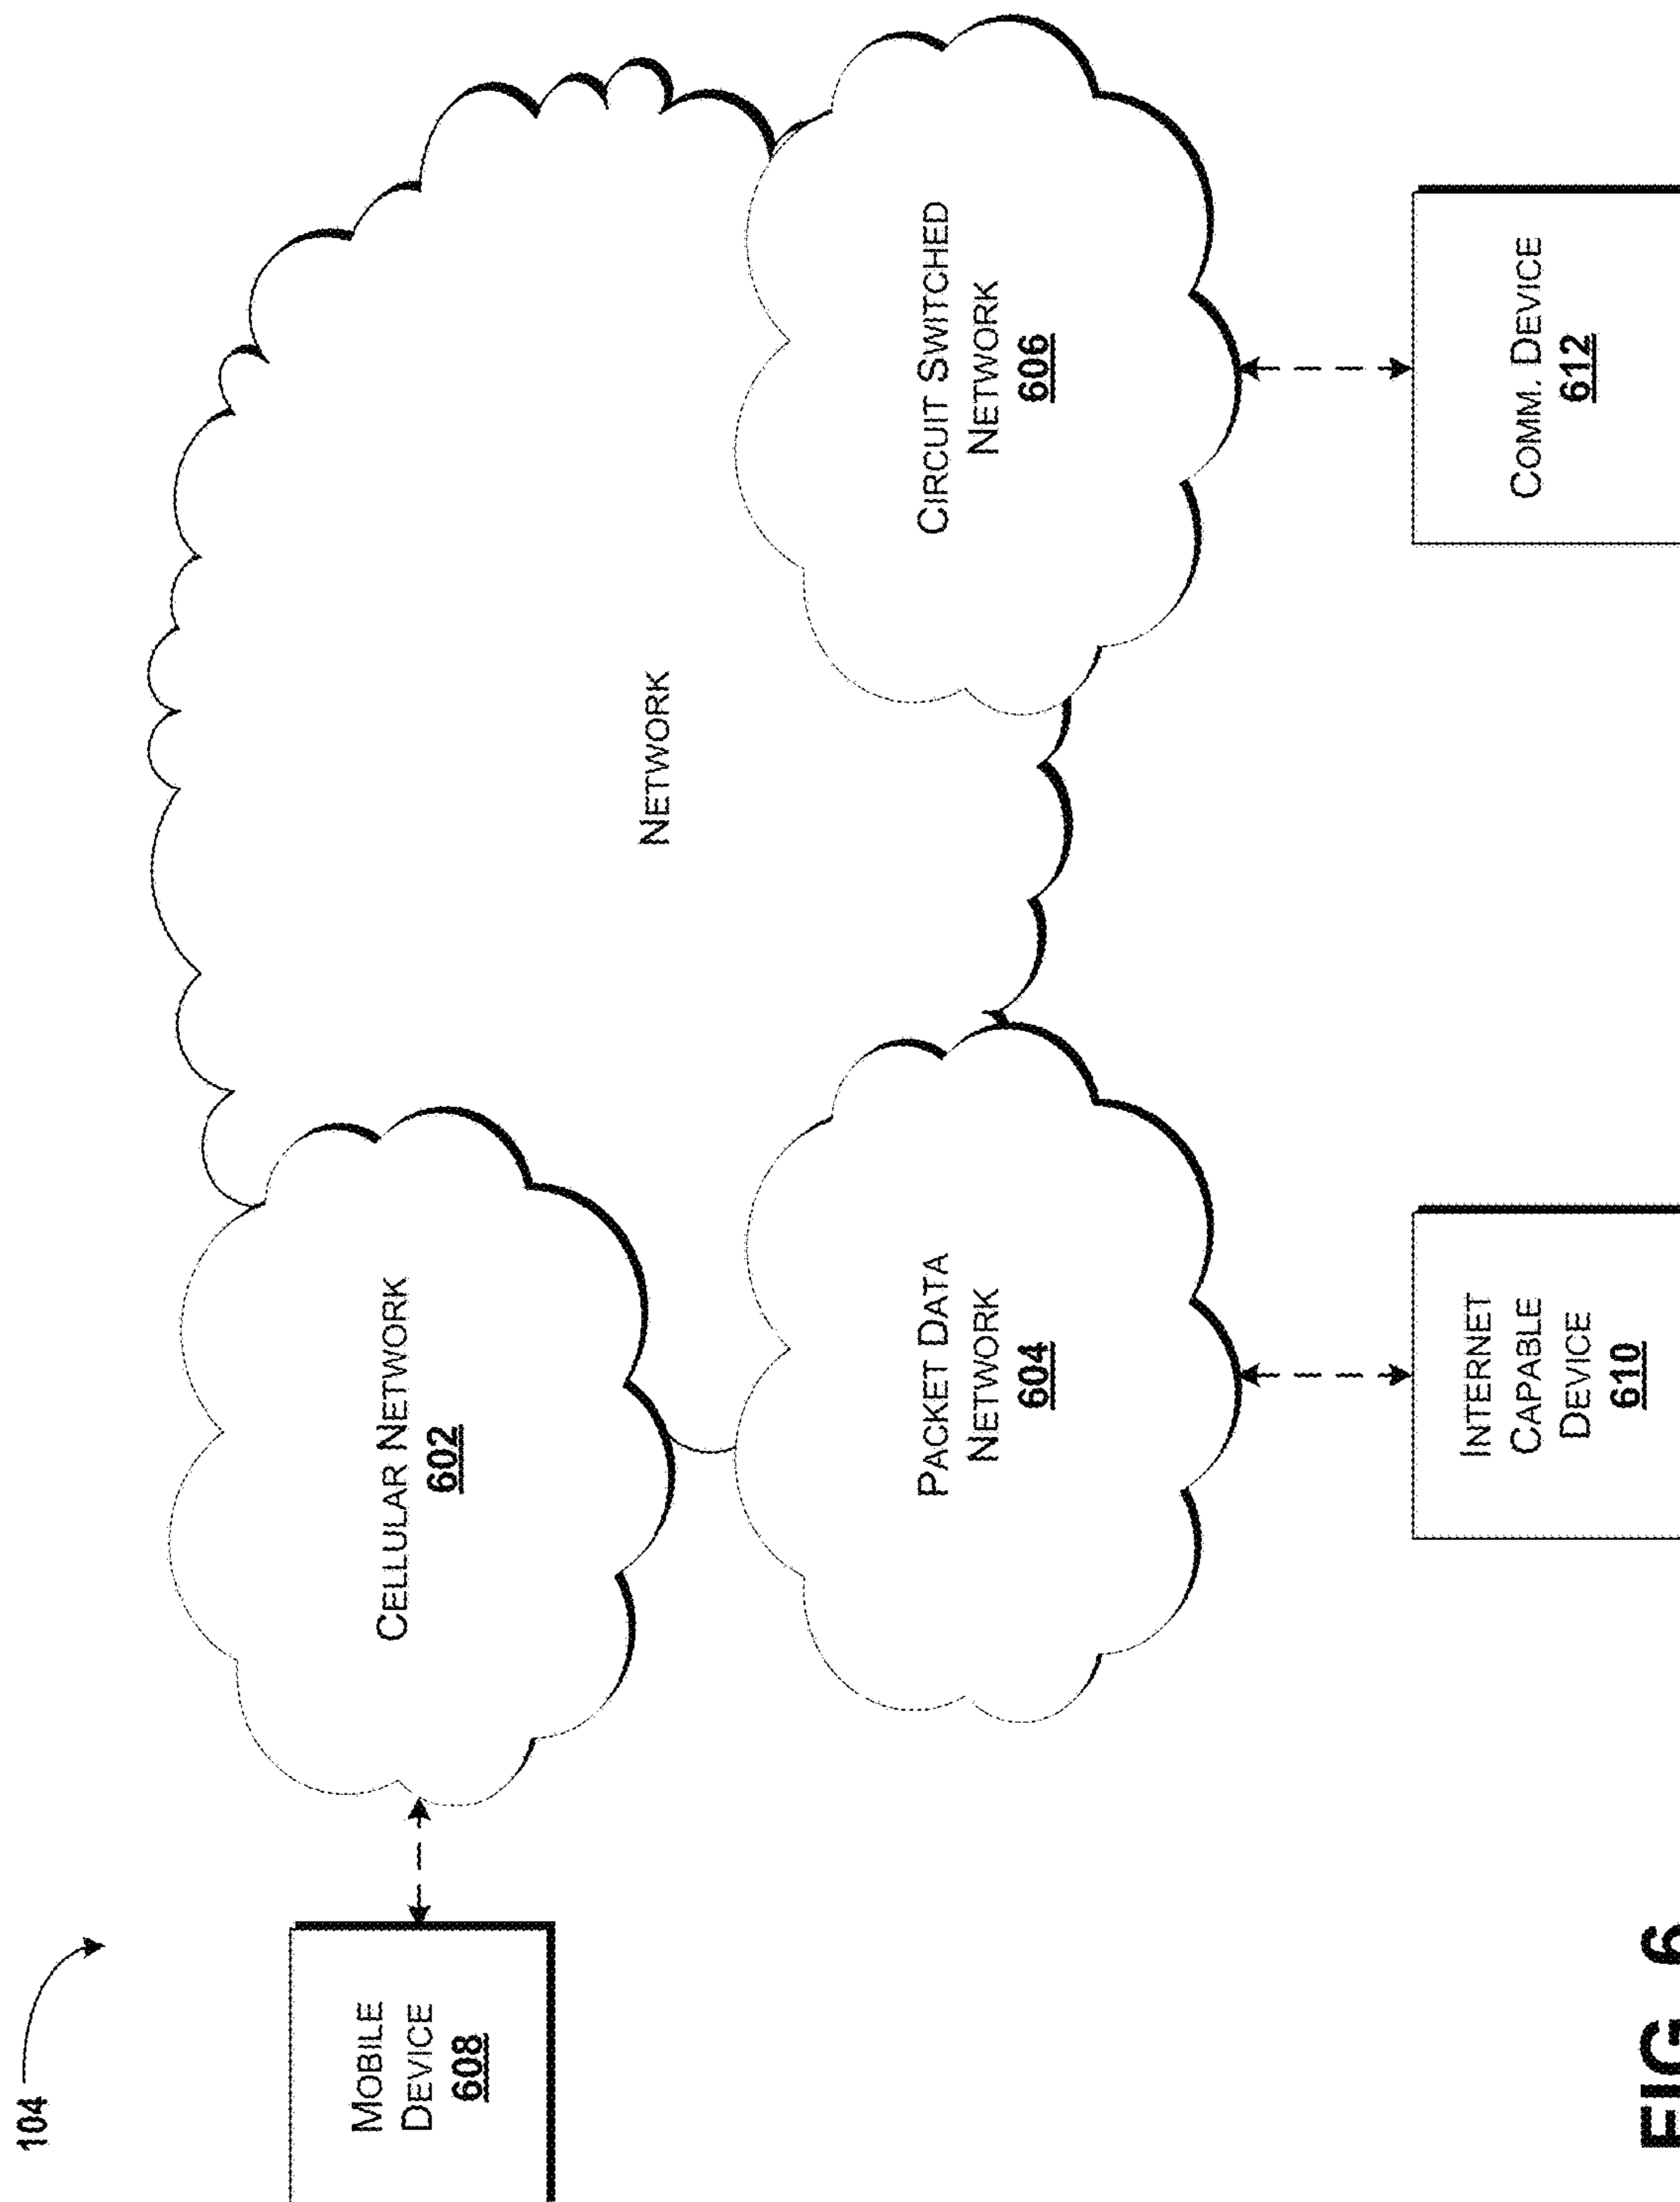 104
MOBILE
DEVICE
608
CELLULAR NETWORK
602
NETWORK
PACKET DATA
NETWORK
604
CIRCUIT SWITCHED
NETWORK
606
INTERNET
CAPABLE
DEVICE
610
COMM. DEVICE
612
FIG. 6